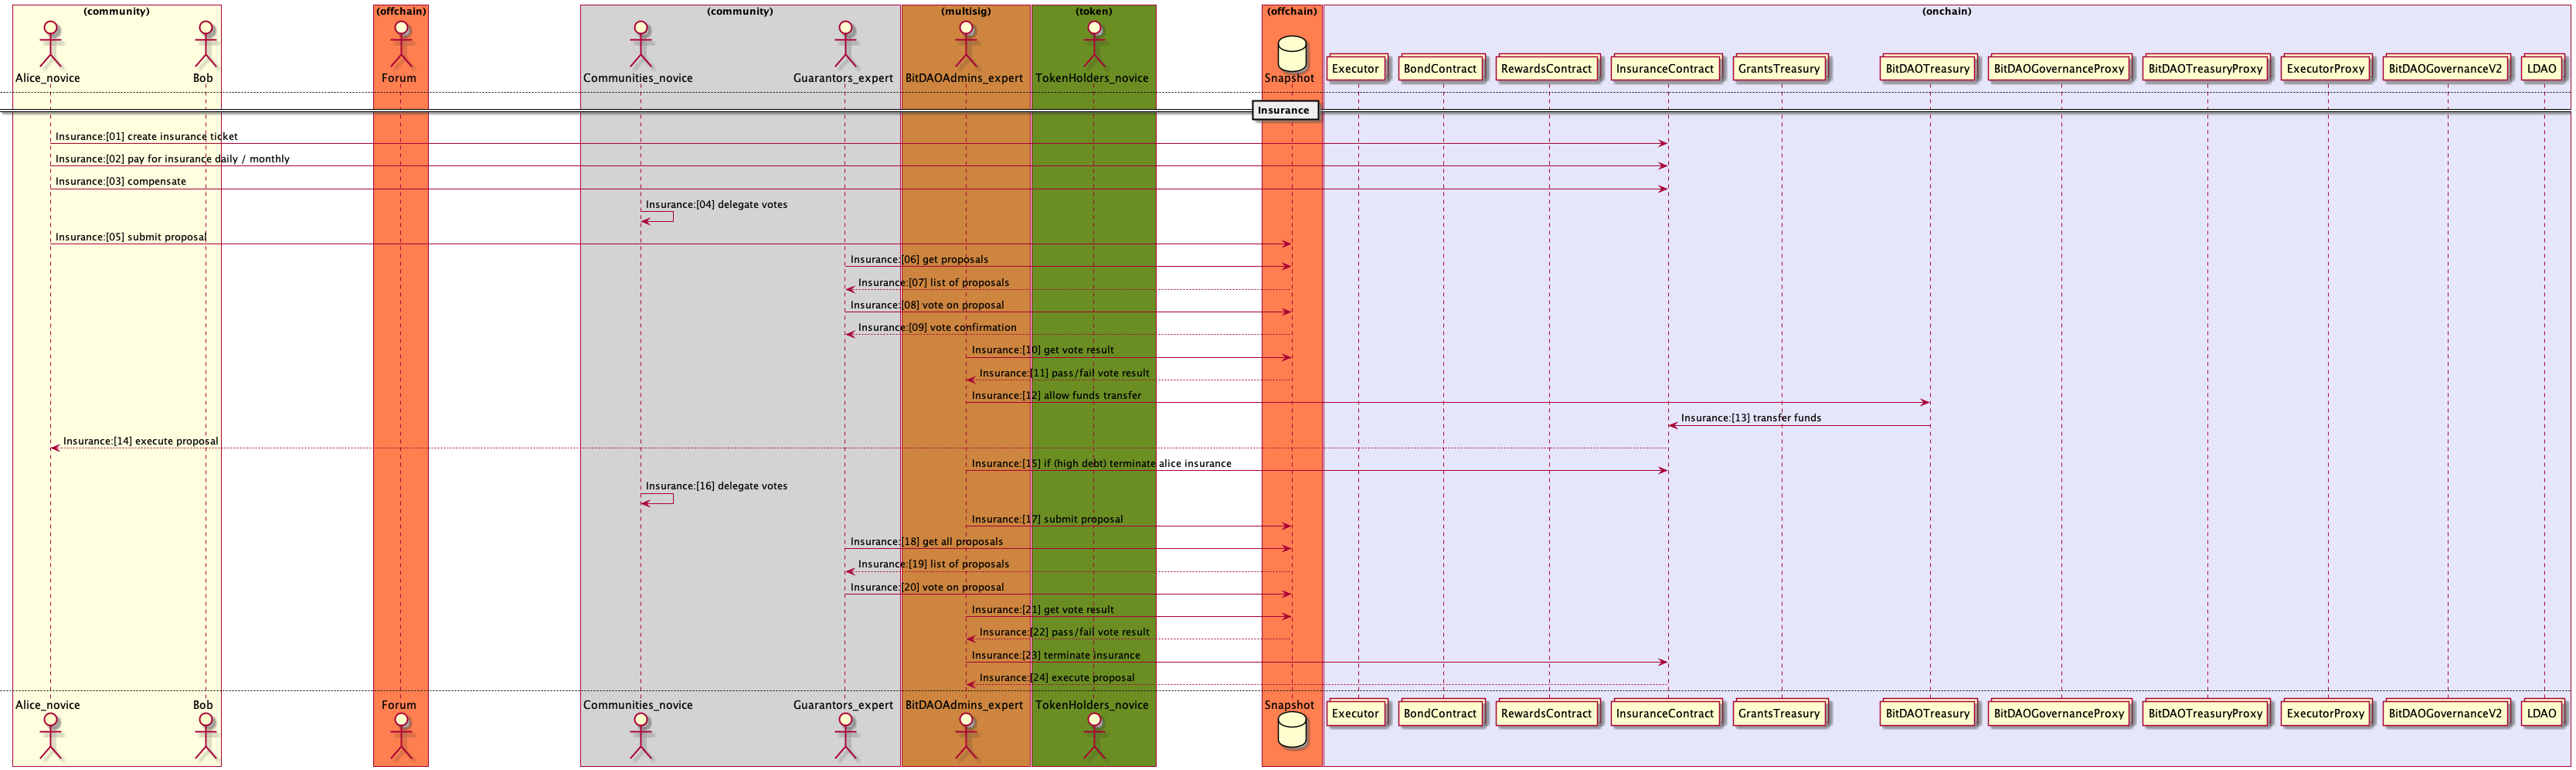 (community)
(offchain)
(community)
(multisig)
(token)
(offchain)
(onchain)
Alice_novice
Bob
Forum
Communities_novice
Guarantors_expert
BitDAOAdmins_expert
TokenHolders_novice
Snapshot
Executor
BondContract
RewardsContract
InsuranceContract
GrantsTreasury
BitDAOTreasury
BitDAOGovernanceProxy
BitDAOTreasuryProxy
ExecutorProxy
BitDAOGovernanceV2
LDAO
Insurance
Insurance:[01] create insurance ticket
Insurance:[02] pay for insurance daily / monthly
Insurance:[03] compensate
Insurance:[04] delegate votes
Insurance:[05] submit proposal
Insurance:[06] get proposals
Insurance:[07] list of proposals
Insurance:[08] vote on proposal
Insurance:[09] vote confirmation
Insurance:[10] get vote result
Insurance:[11] pass/fail vote result
Insurance:[12] allow funds transfer
Insurance:[13] transfer funds
Insurance:[14] execute proposal
Insurance:[15] if (high debt) terminate alice insurance
Insurance:[16] delegate votes
Insurance:[17] submit proposal
Insurance:[18] get all proposals
Insurance:[19] list of proposals
Insurance:[20] vote on proposal
Insurance:[21] get vote result
Insurance:[22] pass/fail vote result
Insurance:[23] terminate insurance
Insurance:[24] execute proposal
Alice_novice
Bob
Forum
Communities_novice
Guarantors_expert
BitDAOAdmins_expert
TokenHolders_novice
Snapshot
Executor
BondContract
RewardsContract
InsuranceContract
GrantsTreasury
BitDAOTreasury
BitDAOGovernanceProxy
BitDAOTreasuryProxy
ExecutorProxy
BitDAOGovernanceV2
LDAO